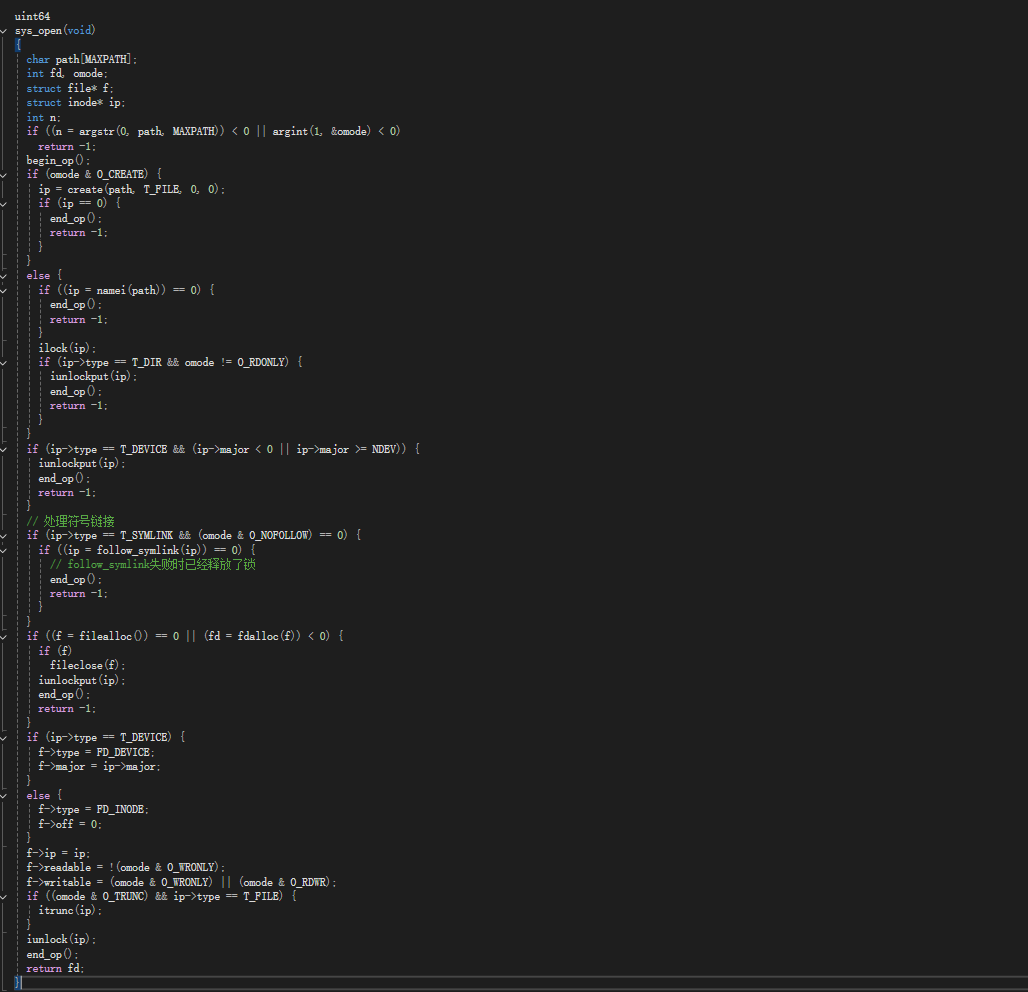 uint64
sys_open(void)
{
char path[MAXPATH];
int fd, omode;
struct file* f;
struct inode* ip;
int n;
if ((n = argstr(0, path, MAXPATH)) < 0 || argint(1, &omode) < 0)
return -1;
begin_op();
if (omode & O_CREATE) {
ip = create(path, T_FILE, 0, 0);
if (ip == 0) {
end_op();
return -1;
}
}
else {
if ((ip = namei(path)) == 0) {
end_op();
return -1;
}
ilock(ip);
if (ip->type == T_DIR && omode != O_RDONLY) {
iunlockput(ip);
end_op();
return -1;
}
}
if (ip->type == T_DEVICE && (ip->major < 0 || ip->major >= NDEV)) {
iunlockput(ip);
end_op();
return -1;
}
// 处理符号链接
if (ip->type == T_SYMLINK && (omode & O_NOFOLLOW) == 0) {
if ((ip = follow_symlink(ip)) == 0) {
// follow_symlink失败时已经释放了锁
end_op();
return -1;
}
}
if ((f = filealloc()) == 0 || (fd = fdalloc(f)) < 0) {
if (f)
fileclose(f);
iunlockput(ip);
end_op();
return -1;
}
if (ip->type == T_DEVICE) {
f->type = FD_DEVICE;
f->major = ip->major;
}
else {
f->type = FD_INODE;
f->off = 0;
}
f->ip = ip;
f->readable = !(omode & O_WRONLY);
f->writable = (omode & O_WRONLY) || (omode & O_RDWR);
if ((omode & O_TRUNC) && ip->type == T_FILE) {
itrunc(ip);
}
iunlock(ip);
end_op();
return fd;
}